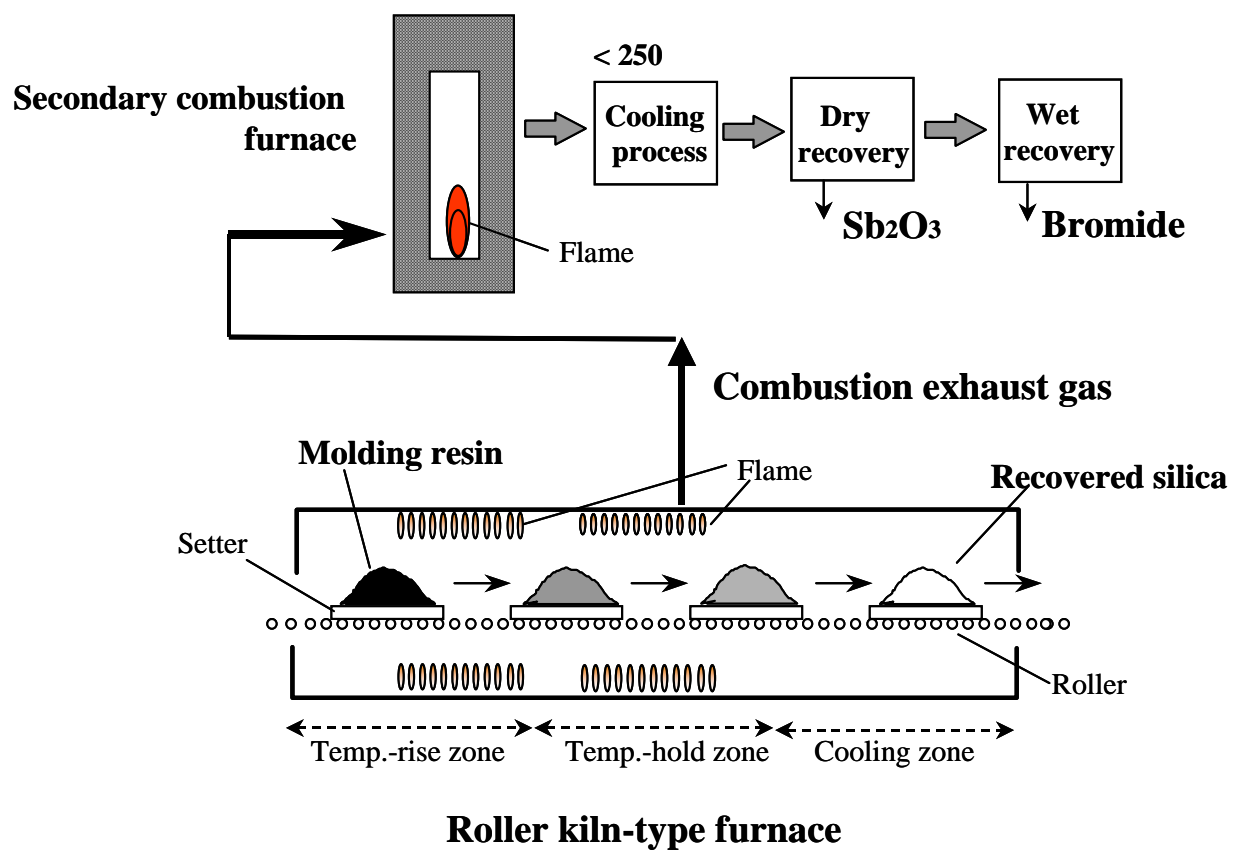 < 250
Secondary combustion
furnace
Cooling
process
Dry
recovery
Wet
recovery
Sb₂O₃
Bromide
Flame
Combustion exhaust gas
Molding resin
Flame
Recovered silica
Setter
Roller
Temp.-rise zone
Temp.-hold zone
Cooling zone
Roller kiln-type furnace